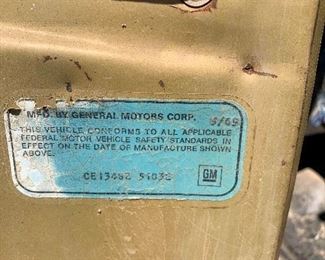 MFD. BY GENERAL MOTORS CORP. 5/69
THIS VEHICLE CONFORMS TO ALL APPLICABLE
FEDERAL MOTOR VEHICLE SAFETY STANDARDS IN
EFFECT ON THE DATE OF MANUFACTURE SHOWN
ABOVE.
GM